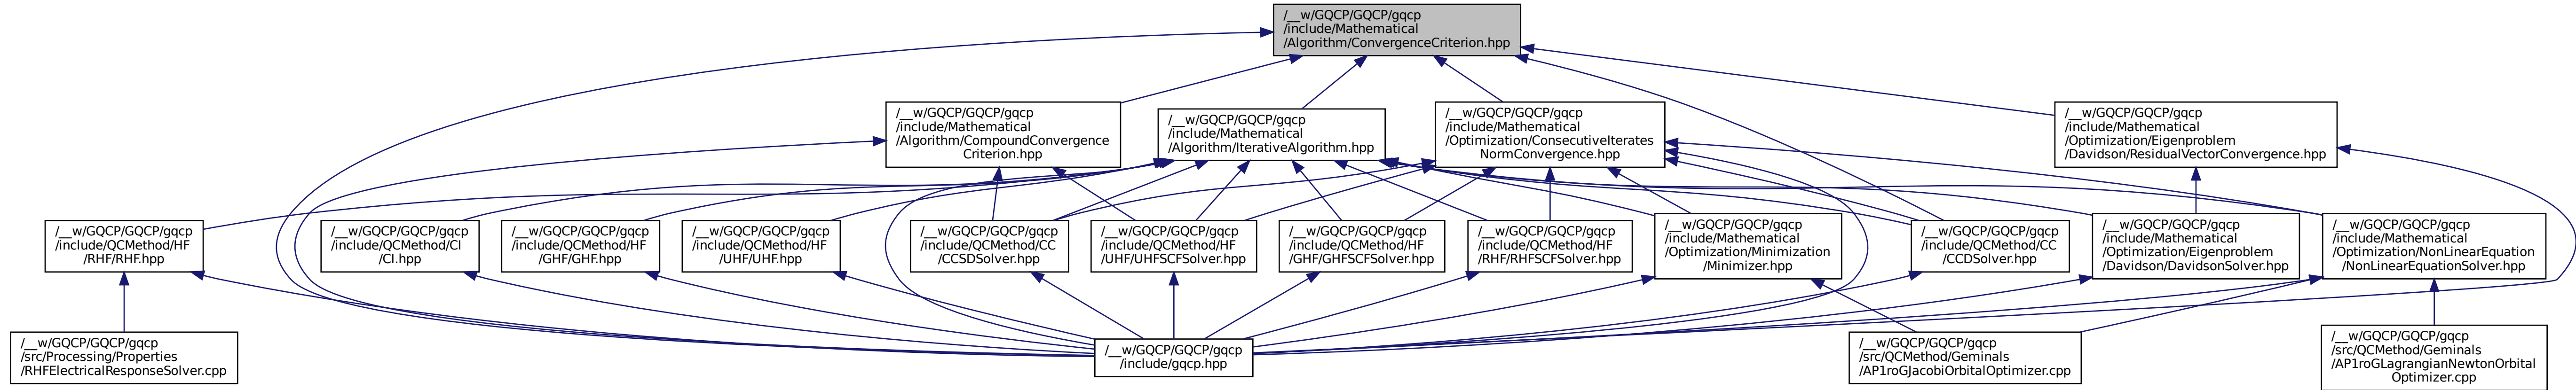 /__w/GQCP/GQCP/gqcp
/include/Mathematical
/Algorithm/ConvergenceCriterion.hpp
/__w/GQCP/GQCP/gqcp
/include/Mathematical
/Algorithm/CompoundConvergence
Criterion.hpp
/__w/GQCP/GQCP/gqcp
/include/Mathematical
/Algorithm/IterativeAlgorithm.hpp
/__w/GQCP/GQCP/gqcp
/include/Mathematical
/Optimization/ConsecutiveIterates
NormConvergence.hpp
/__w/GQCP/GQCP/gqcp
/include/Mathematical
/Optimization/Eigenproblem
/Davidson/ResidualVectorConvergence.hpp
/__w/GQCP/GQCP/gqcp
/include/QCMethod/HF
/RHF/RHF.hpp
/__w/GQCP/GQCP/gqcp
/include/QCMethod/CI
/CI.hpp
/__w/GQCP/GQCP/gqcp
/include/QCMethod/HF
/GHF/GHF.hpp
/__w/GQCP/GQCP/gqcp
/include/QCMethod/HF
/UHF/UHF.hpp
/__w/GQCP/GQCP/gqcp
/include/QCMethod/CC
/CCSDSolver.hpp
/__w/GQCP/GQCP/gqcp
/include/QCMethod/HF
/UHF/UHFSCFSolver.hpp
/__w/GQCP/GQCP/gqcp
/include/QCMethod/HF
/GHF/GHFSCFSolver.hpp
/__w/GQCP/GQCP/gqcp
/include/QCMethod/HF
/RHF/RHFSCFSolver.hpp
/__w/GQCP/GQCP/gqcp
/include/Mathematical
/Optimization/Minimization
/Minimizer.hpp
/__w/GQCP/GQCP/gqcp
/include/QCMethod/CC
/CCDSolver.hpp
/__w/GQCP/GQCP/gqcp
/include/Mathematical
/Optimization/Eigenproblem
/Davidson/DavidsonSolver.hpp
/__w/GQCP/GQCP/gqcp
/include/Mathematical
/Optimization/NonLinearEquation
/NonLinearEquationSolver.hpp
/__w/GQCP/GQCP/gqcp
/src/Processing/Properties
/RHFElectricalResponseSolver.cpp
/__w/GQCP/GQCP/gqcp
/include/gqcp.hpp
/__w/GQCP/GQCP/gqcp
/src/QCMethod/Geminals
/AP1roGJacobiOrbitalOptimizer.cpp
/__w/GQCP/GQCP/gqcp
/src/QCMethod/Geminals
/AP1roGLagrangianNewtonOrbital
Optimizer.cpp